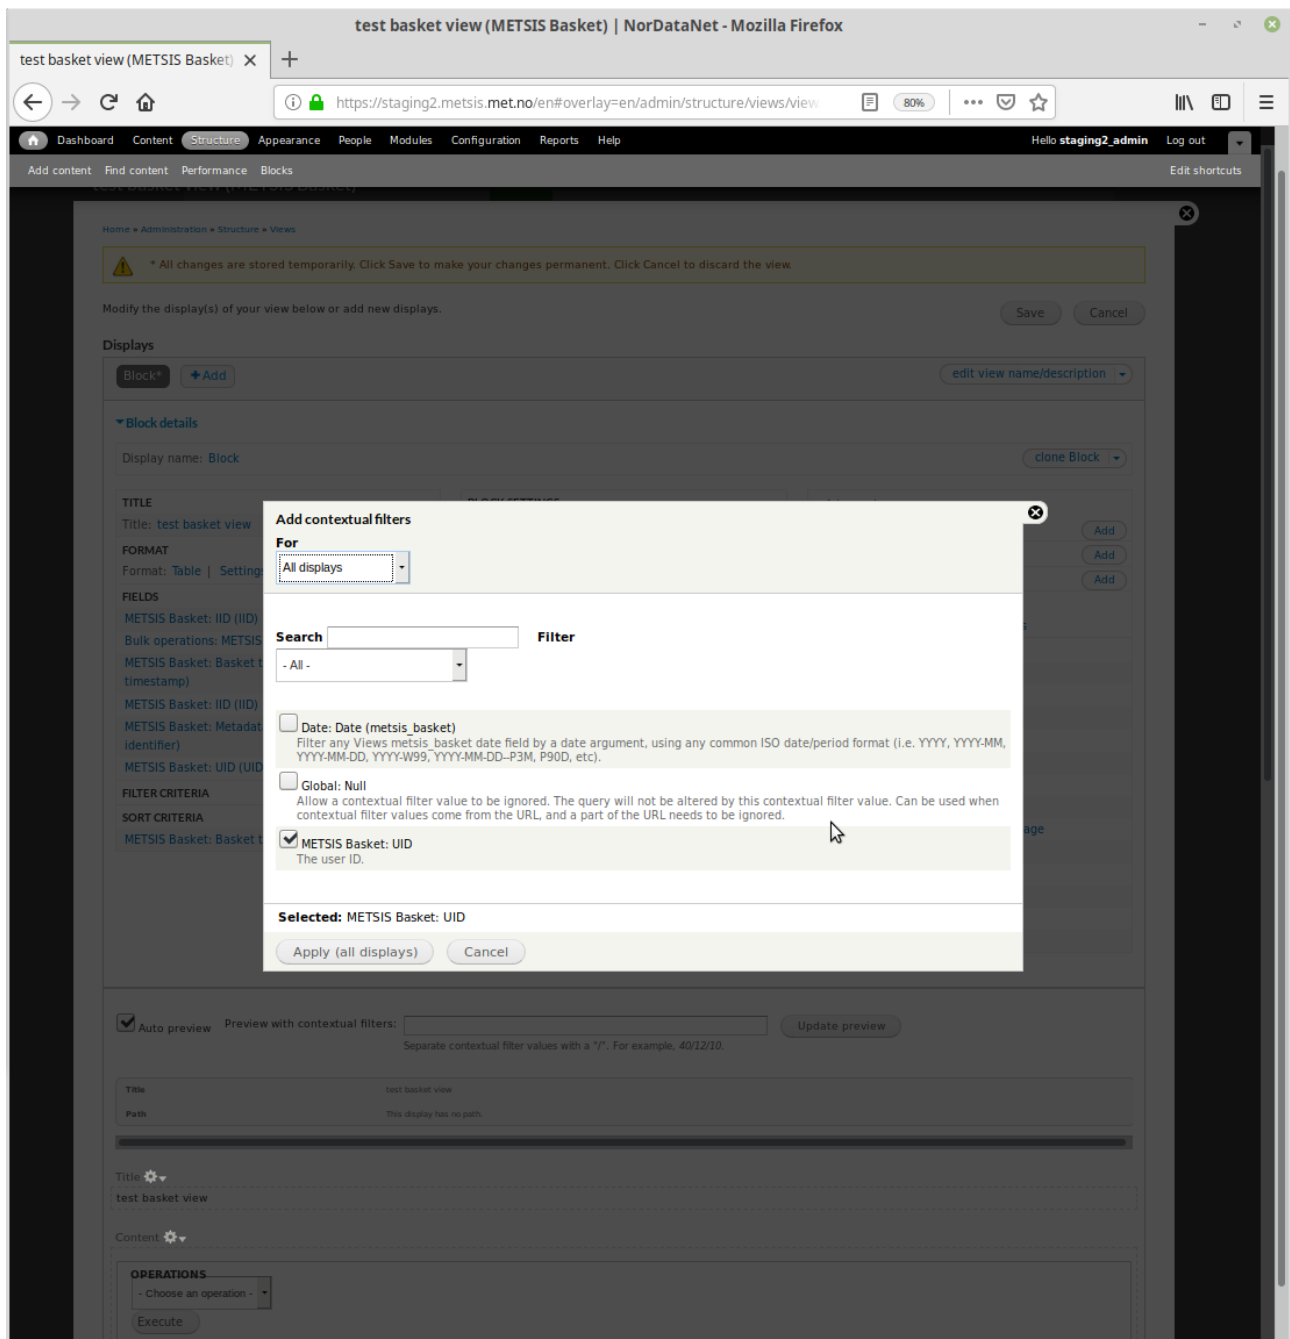 test basket view (METSIS Basket) | NorDataNet - Mozilla Firefox
test basket view (METSIS Basket)
https://staging2.metsis.met.no/en#overlay=en/admin/structure/views/view
80%
Dashboard Content Structure Appearance People Modules Configuration Reports Help
Hello staging2_admin Log out
Add content Find content Performance Blocks
Edit shortcuts
test basket view (METSIS Basket)
Home » Administration » Structure » Views
* All changes are stored temporarily. Click Save to make your changes permanent. Click Cancel to discard the view.
Modify the display(s) of your view below or add new displays.
Save Cancel
Displays
Block* Add
edit view name/description
Block details
Display name: Block
clone Block
TITLE
Title: test basket view
FORMAT
Format: Table | Settings
FIELDS
METSIS Basket: IID (IID)
Bulk operations: METSIS
METSIS Basket: Basket t
timestamp)
METSIS Basket: IID (IID)
METSIS Basket: Metadat
identifier)
METSIS Basket: UID (UID
FILTER CRITERIA
SORT CRITERIA
METSIS Basket: Basket t
BLOCK SETTINGS
Add
Add
Add
age
Add contextual filters
For
All displays
Search
Filter
- All -
Date: Date (metsis_basket)
Filter any Views metsis_basket date field by a date argument, using any common ISO date/period format (i.e. YYYY, YYYY-MM,
YYYY-MM-DD, YYYY-W99, YYYY-MM-DD--P3M, P90D, etc).
Global: Null
Allow a contextual filter value to be ignored. The query will not be altered by this contextual filter value. Can be used when
contextual filter values come from the URL, and a part of the URL needs to be ignored.
METSIS Basket: UID
The user ID.
Selected: METSIS Basket: UID
Apply (all displays) Cancel
Auto preview Preview with contextual filters: Update preview
Separate contextual filter values with a "/". For example, 40/12/10.
Title test basket view
Path This display has no path.
Title
test basket view
Content
OPERATIONS
- Choose an operation -
Execute